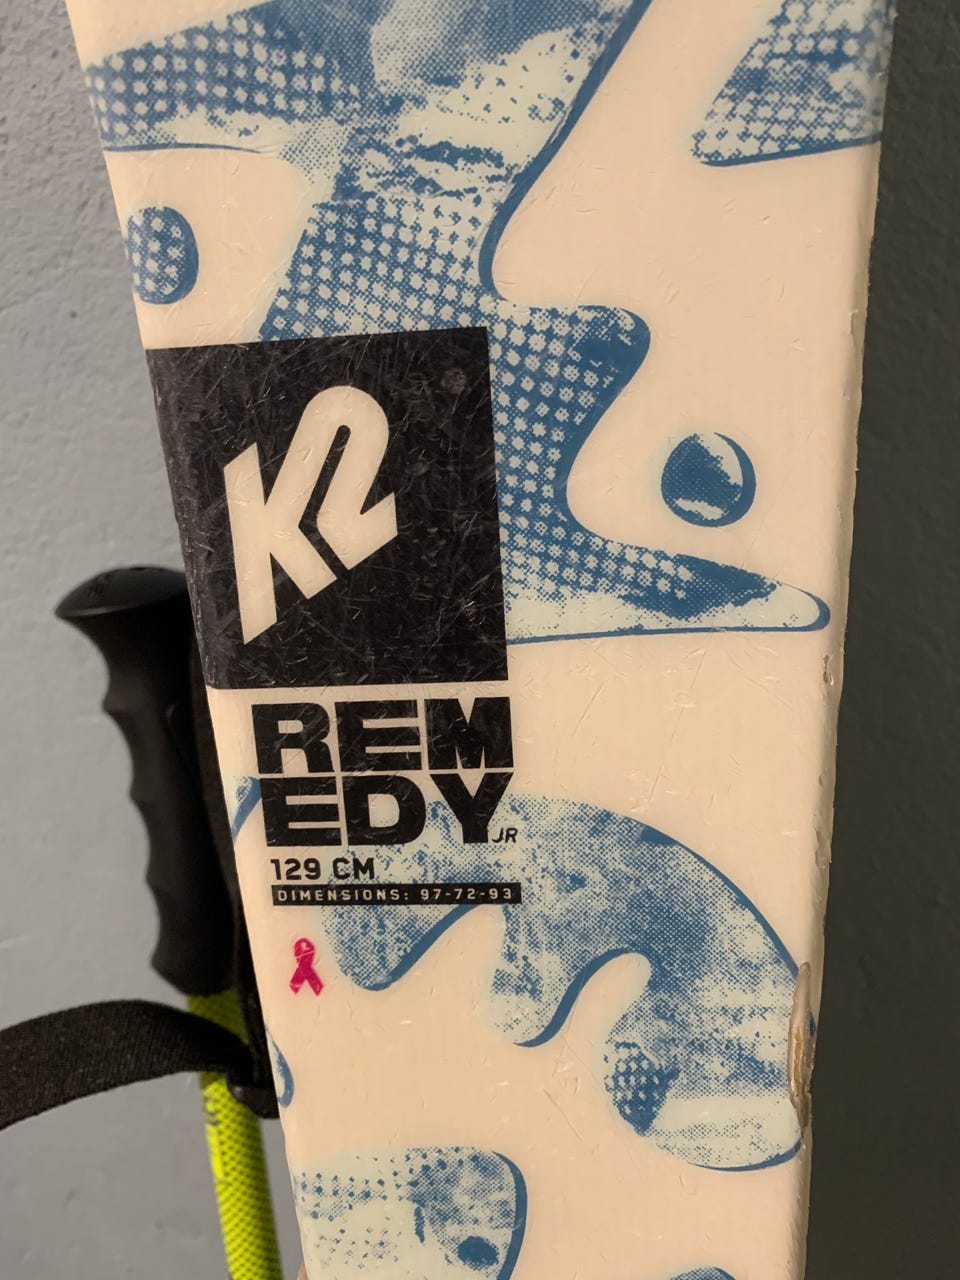 K2
REM
EDY JR
129 CM
DIMENSIONS: 97-72-93